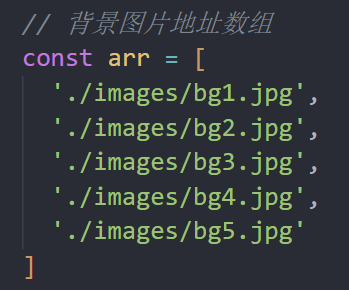 // 背景图片地址数组
const arr = [
  './images/bg1.jpg',
  './images/bg2.jpg',
  './images/bg3.jpg',
  './images/bg4.jpg',
  './images/bg5.jpg'
]